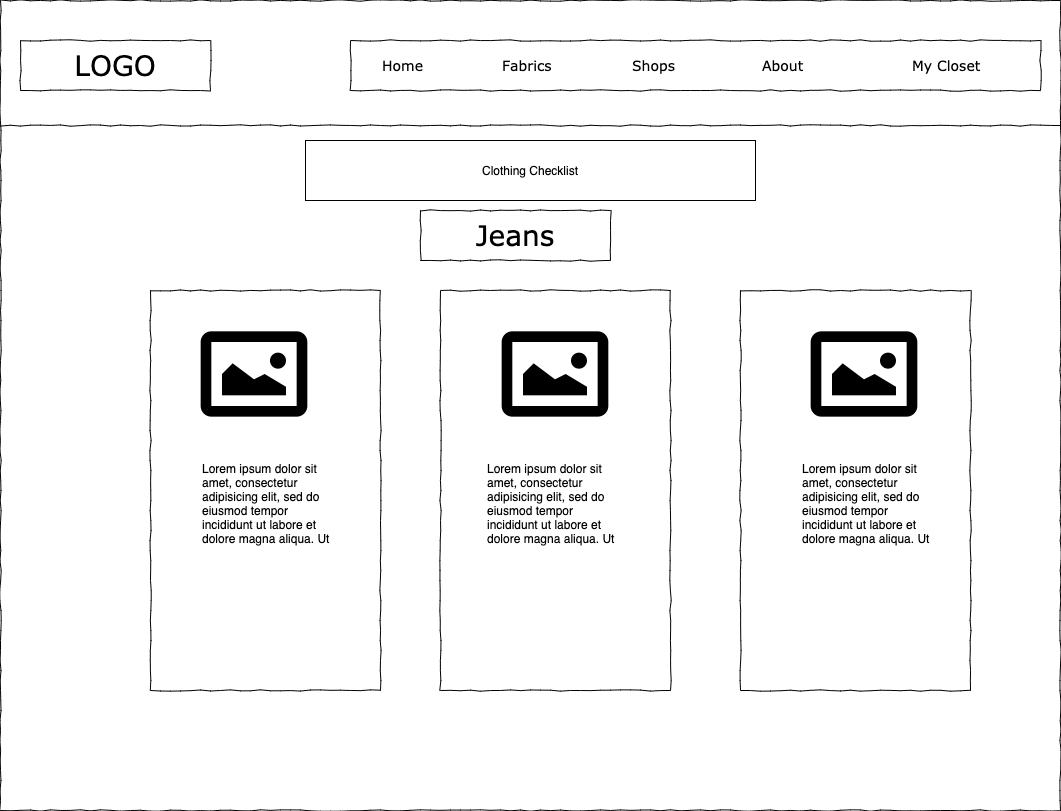 LOGO
Home Fabrics Shops About My Closet
Clothing Checklist
Jeans
Lorem ipsum dolor sit
amet, consectetur
adipisicing elit, sed do
eiusmod tempor
incididunt ut labore et
dolore magna aliqua. Ut
Lorem ipsum dolor sit
amet, consectetur
adipisicing elit, sed do
eiusmod tempor
incididunt ut labore et
dolore magna aliqua. Ut
Lorem ipsum dolor sit
amet, consectetur
adipisicing elit, sed do
eiusmod tempor
incididunt ut labore et
dolore magna aliqua. Ut